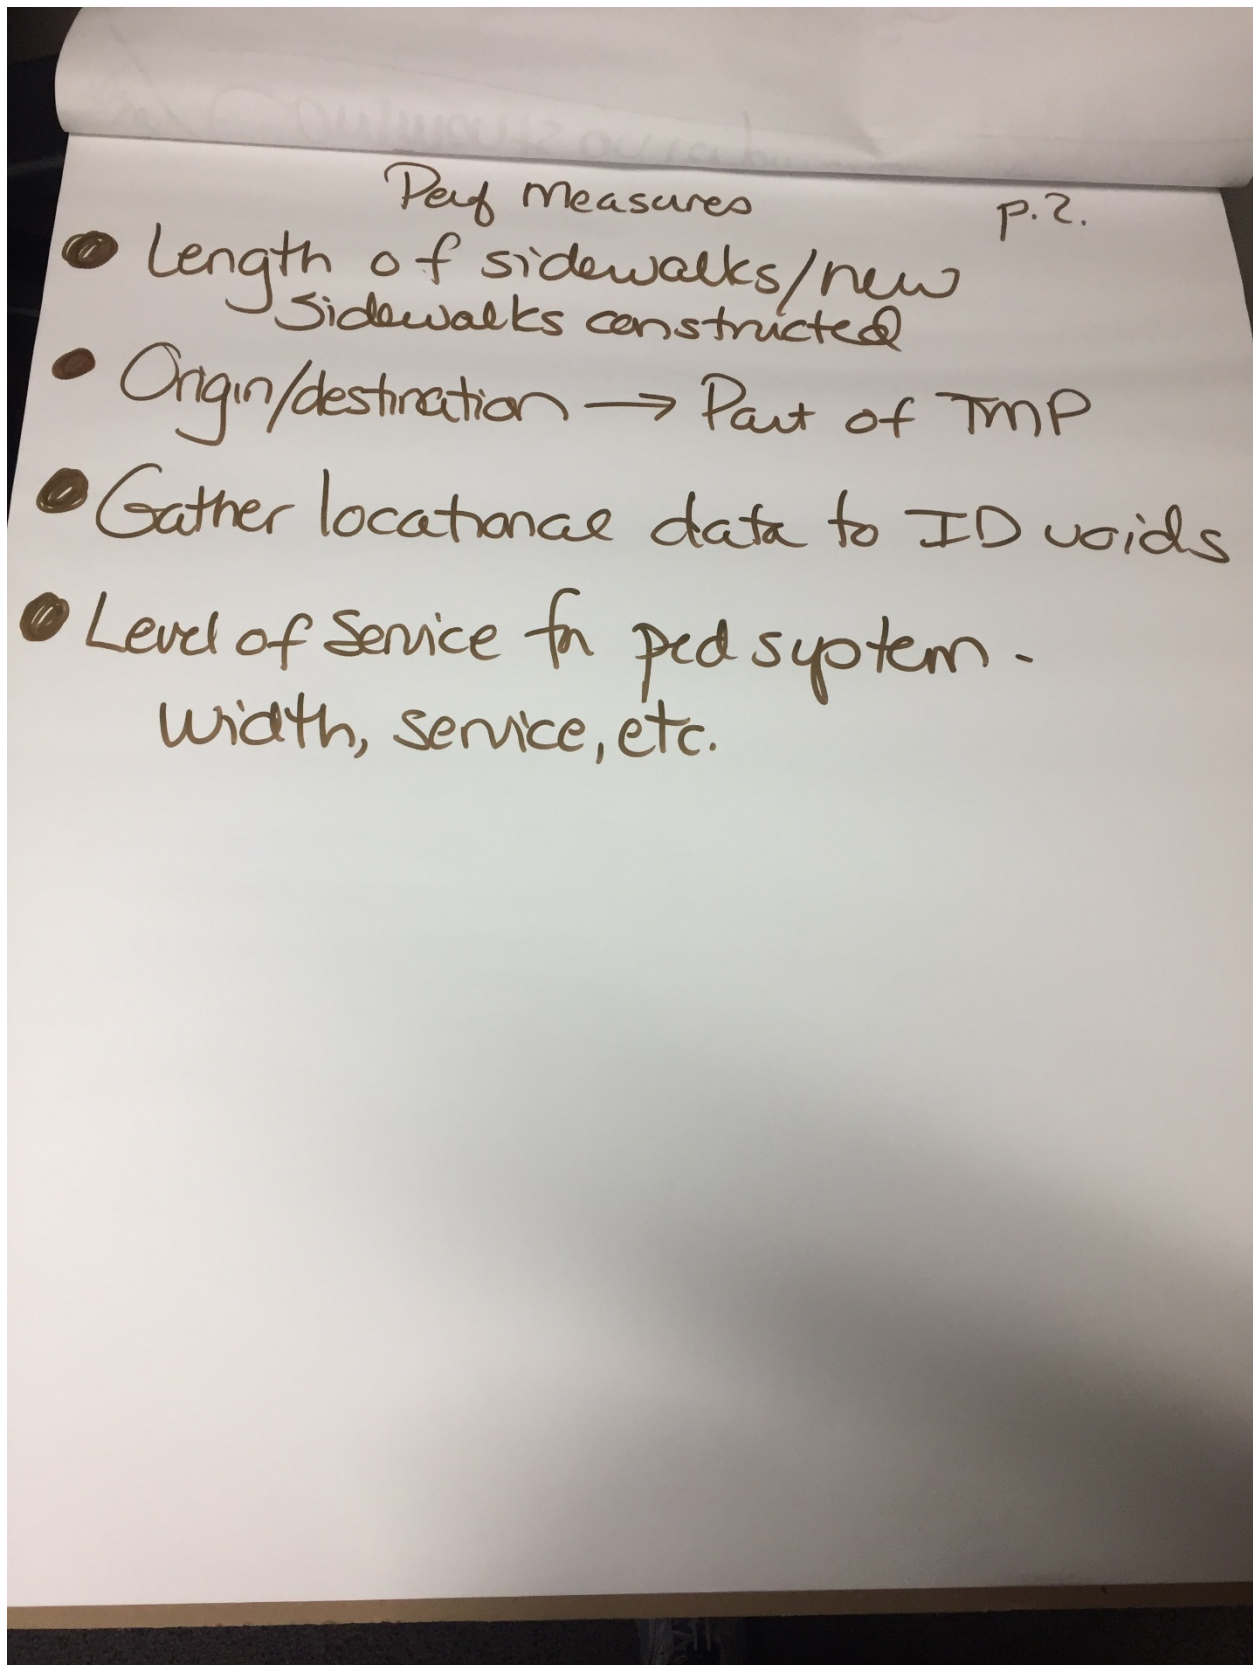 Perf Measures p.2.
• Length of sidewalks/new
sidewalks constructed
• Origin/destination → Part of TMP
• Gather locational data to ID voids
• Level of Service for ped system -
width, service, etc.